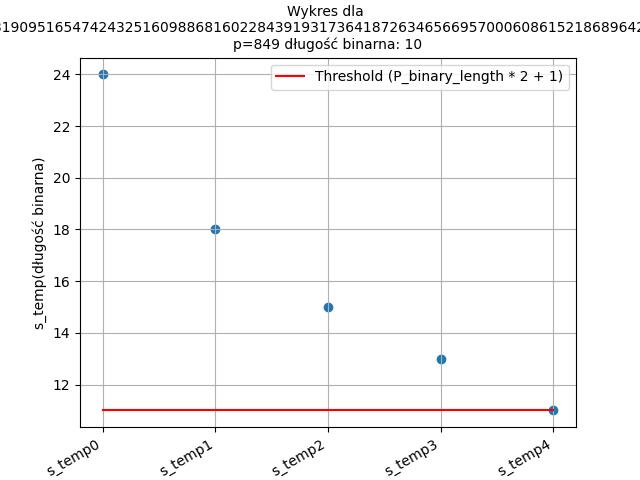 Wykres dla
31909516547424325160988681602284391931736418726346566957000608615218689642
p=849 długość binarna: 10
Threshold (P_binary_length * 2 + 1)
s_temp(długość binarna)
24
22
20
18
16
14
12
s_temp0
s_temp1
s_temp2
s_temp3
s_temp4